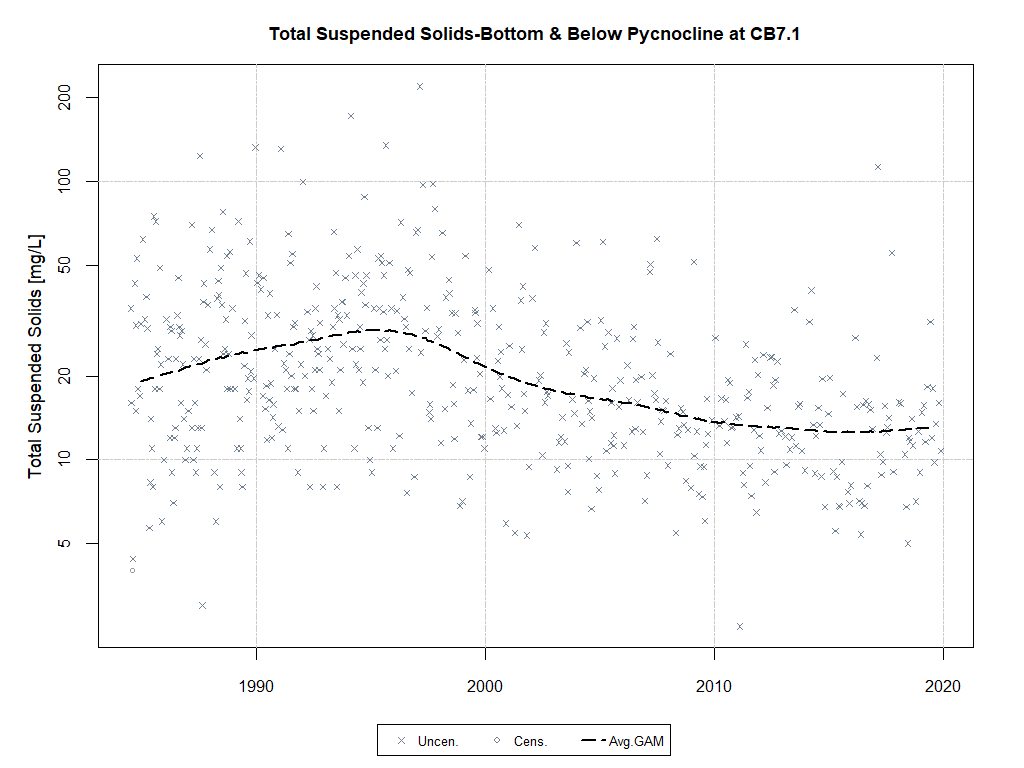 Total Suspended Solids-Bottom & Below Pycnocline at CB7.1
Total Suspended Solids [mg/L]
200
100
50
20
10
5
1990 2000 2010 2020
Uncen. Cens. Avg.GAM